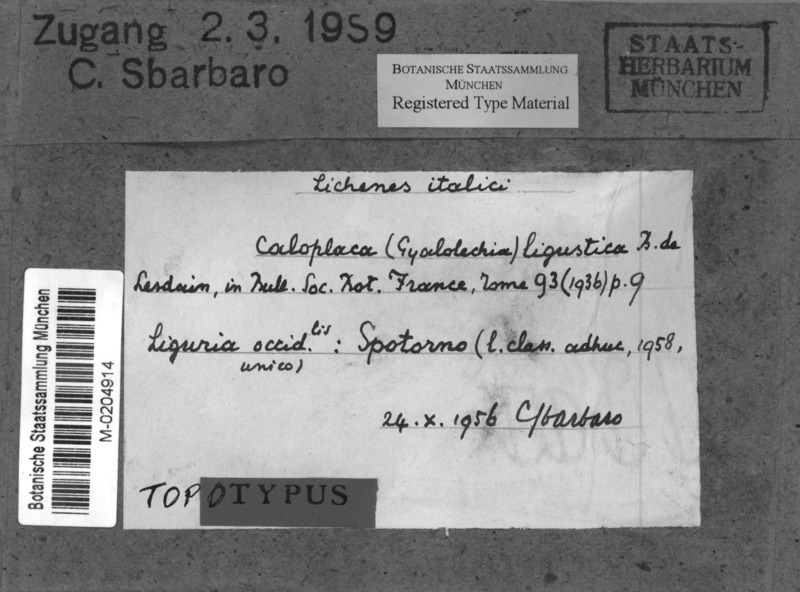 Zugang 2.3.1959
C. Sbarbaro
BOTANISCHE STAATSSAMMLUNG
MÜNCHEN
Registered Type Material
STAATS-
HERBARIUM
MÜNCHEN
Lichenes italici
Caloplaca (Gyalolechia) ligustica B. de
Lesdain, in Bull. Soc. Bot. France, tome 93 (1936) p. 9
Liguria occid.lis : Spotorno (l. class. adhuc, 1958,
unico)
24. X. 1956 C. Sbarbaro
TOPOTYPUS
Botanische Staatssammlung München
M-0204914